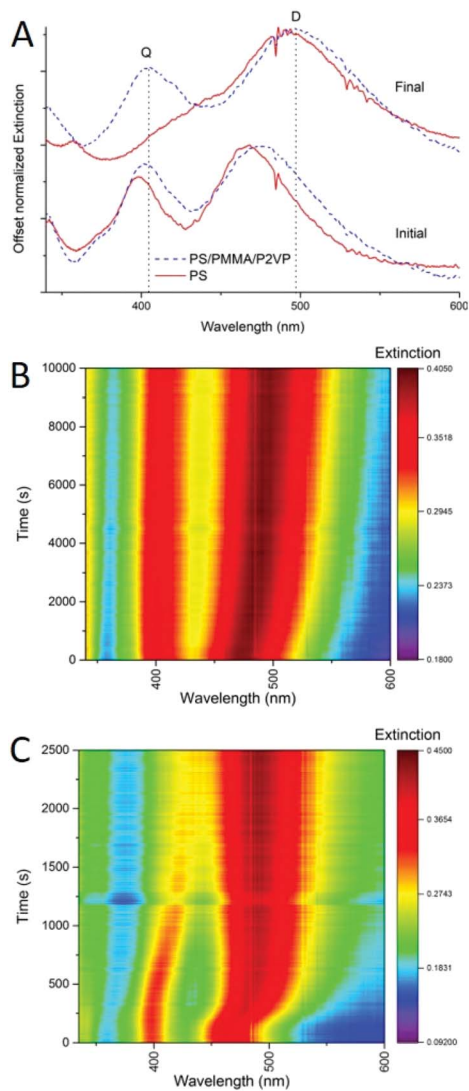 A
Q
D
Offset normalized Extinction
Final
Initial
PS/PMMA/P2VP
PS
400
500
600
Wavelength (nm)
B
Extinction
10000
8000
6000
4000
2000
0
Time (s)
0.4050
0.3518
0.2945
0.2373
0.1800
400
500
600
Wavelength (nm)
C
Extinction
2500
2000
1500
1000
500
0
Time (s)
0.4500
0.3654
0.2743
0.1831
0.09200
400
500
600
Wavelength (nm)